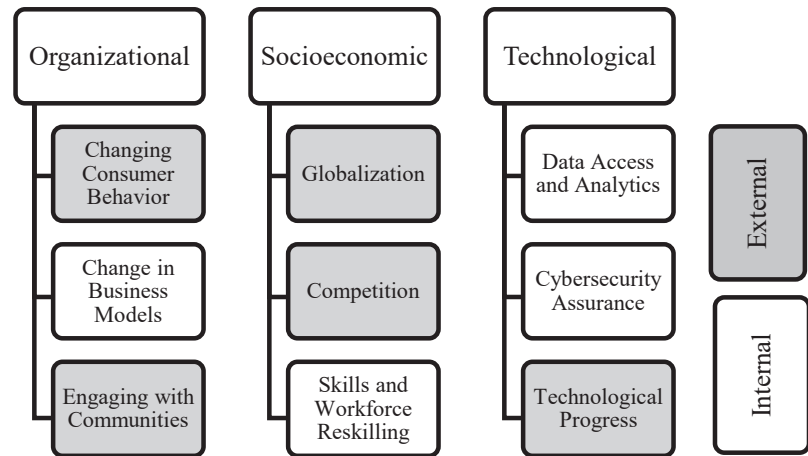 Organizational
Changing
Consumer
Behavior
Change in
Business
Models
Engaging with
Communities
Socioeconomic
Globalization
Competition
Skills and
Workforce
Reskilling
Technological
Data Access
and Analytics
Cybersecurity
Assurance
Technological
Progress
External
Internal